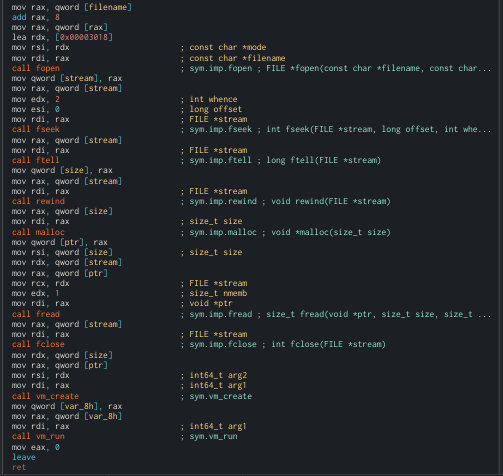 mov rax, qword [filename]
add rax, 8
mov rax, qword [rax]
lea rdx, [0x00003018]
mov rsi, rdx ; const char *mode
mov rdi, rax ; const char *filename
call fopen ; sym.imp.fopen ; FILE *fopen(const char *filename, const char...
mov qword [stream], rax
mov rax, qword [stream]
mov edx, 2 ; int whence
mov esi, 0 ; long offset
mov rdi, rax ; FILE *stream
call fseek ; sym.imp.fseek ; int fseek(FILE *stream, long offset, int whe...
mov rax, qword [stream]
mov rdi, rax ; FILE *stream
call ftell ; sym.imp.ftell ; long ftell(FILE *stream)
mov qword [size], rax
mov rax, qword [stream]
mov rdi, rax ; FILE *stream
call rewind ; sym.imp.rewind ; void rewind(FILE *stream)
mov rax, qword [size]
mov rdi, rax ; size_t size
call malloc ; sym.imp.malloc ; void *malloc(size_t size)
mov qword [ptr], rax
mov rsi, qword [size] ; size_t size
mov rdx, qword [stream]
mov rax, qword [ptr]
mov rcx, rdx ; FILE *stream
mov edx, 1 ; size_t nmemb
mov rdi, rax ; void *ptr
call fread ; sym.imp.fread ; size_t fread(void *ptr, size_t size, size_t ...
mov rax, qword [stream]
mov rdi, rax ; FILE *stream
call fclose ; sym.imp.fclose ; int fclose(FILE *stream)
mov rdx, qword [size]
mov rax, qword [ptr]
mov rsi, rdx ; int64_t arg2
mov rdi, rax ; int64_t arg1
call vm_create ; sym.vm_create
mov qword [var_8h], rax
mov rax, qword [var_8h]
mov rdi, rax ; int64_t arg1
call vm_run ; sym.vm_run
mov eax, 0
leave
ret